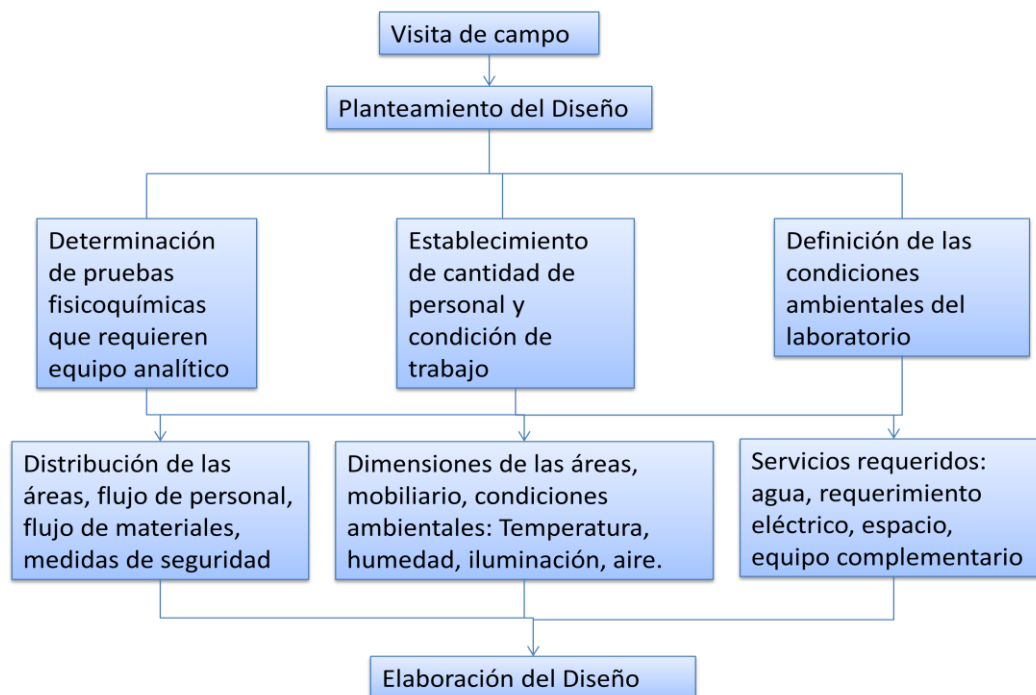 Visita de campo
Planteamiento del Diseño
Determinación
de pruebas
fisicoquímicas
que requieren
equipo analítico
Establecimiento
de cantidad de
personal y
condición de
trabajo
Definición de las
condiciones
ambientales del
laboratorio
Distribución de las
áreas, flujo de personal,
flujo de materiales,
medidas de seguridad
Dimensiones de las áreas,
mobiliario, condiciones
ambientales: Temperatura,
humedad, iluminación, aire.
Servicios requeridos:
agua, requerimiento
eléctrico, espacio,
equipo complementario
Elaboración del Diseño